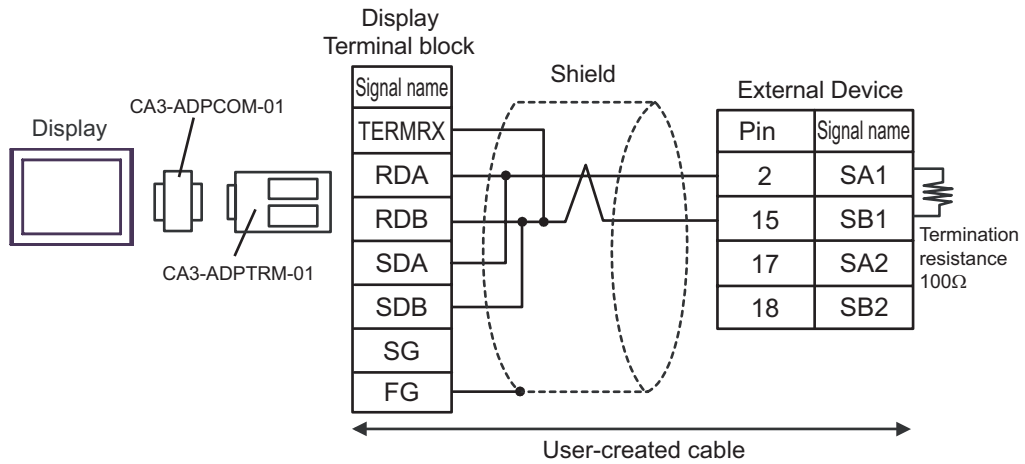 Display
Terminal block
Signal name
TERMRX
RDA
RDB
SDA
SDB
SG
FG
Shield
External Device
Pin Signal name
2 SA1
15 SB1
17 SA2
18 SB2
Termination
resistance
100Ω
Display
CA3-ADPCOM-01
CA3-ADPTRM-01
User-created cable